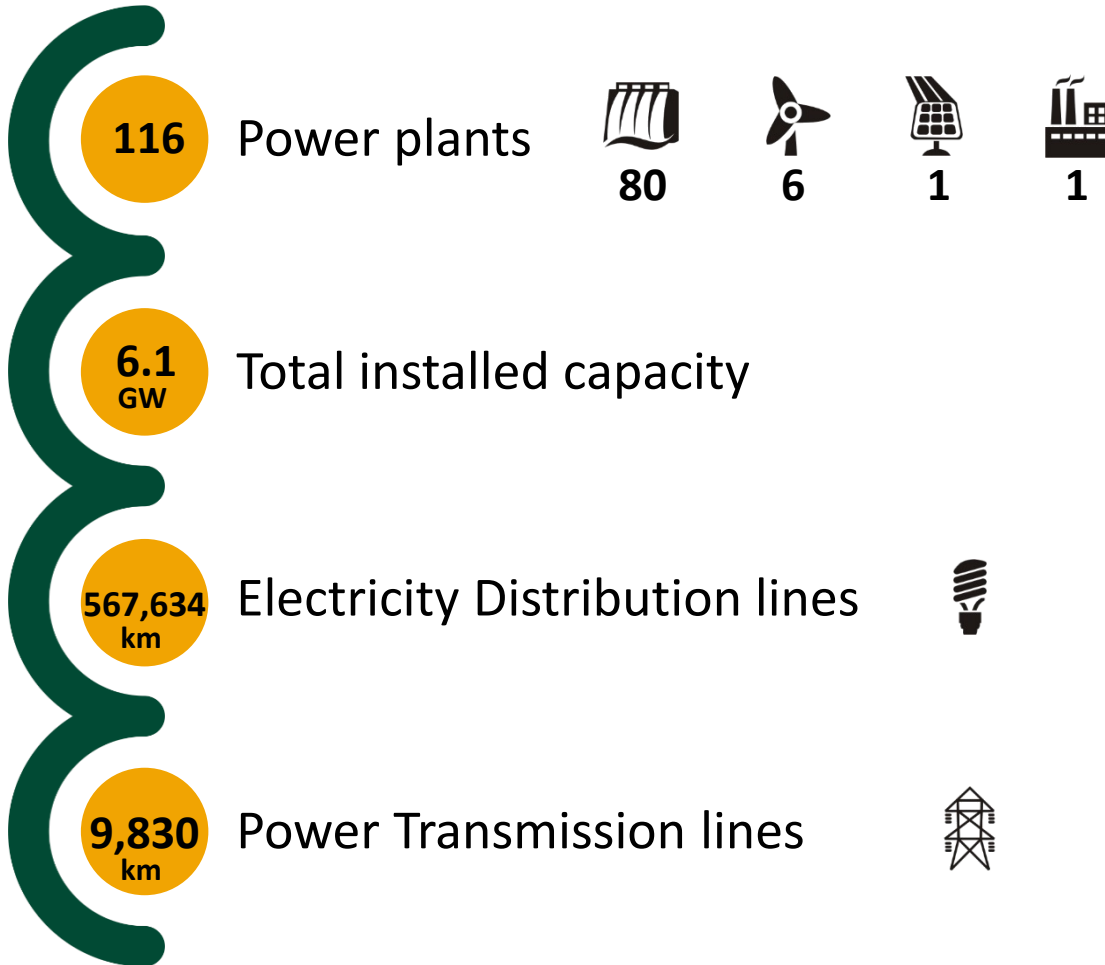 116
Power plants
80
6
1
1
6.1
GW
Total installed capacity
567,634
km
Electricity Distribution lines
9,830
km
Power Transmission lines